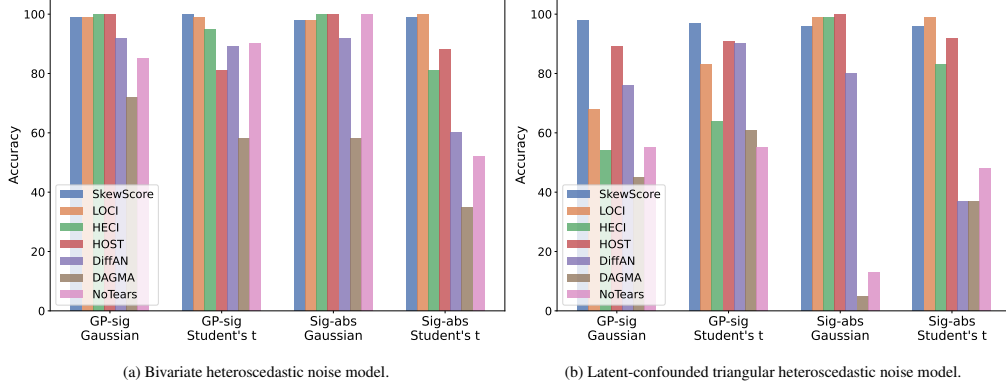 100
80
60
40
20
0
Accuracy
SkewScore
LOCI
HECI
HOST
DiffAN
DAGMA
NoTears
GP-sig
Gaussian
GP-sig
Student's t
Sig-abs
Gaussian
Sig-abs
Student's t
(a) Bivariate heteroscedastic noise model.
100
80
60
40
20
0
Accuracy
SkewScore
LOCI
HECI
HOST
DiffAN
DAGMA
NoTears
GP-sig
Gaussian
GP-sig
Student's t
Sig-abs
Gaussian
Sig-abs
Student's t
(b) Latent-confounded triangular heteroscedastic noise model.